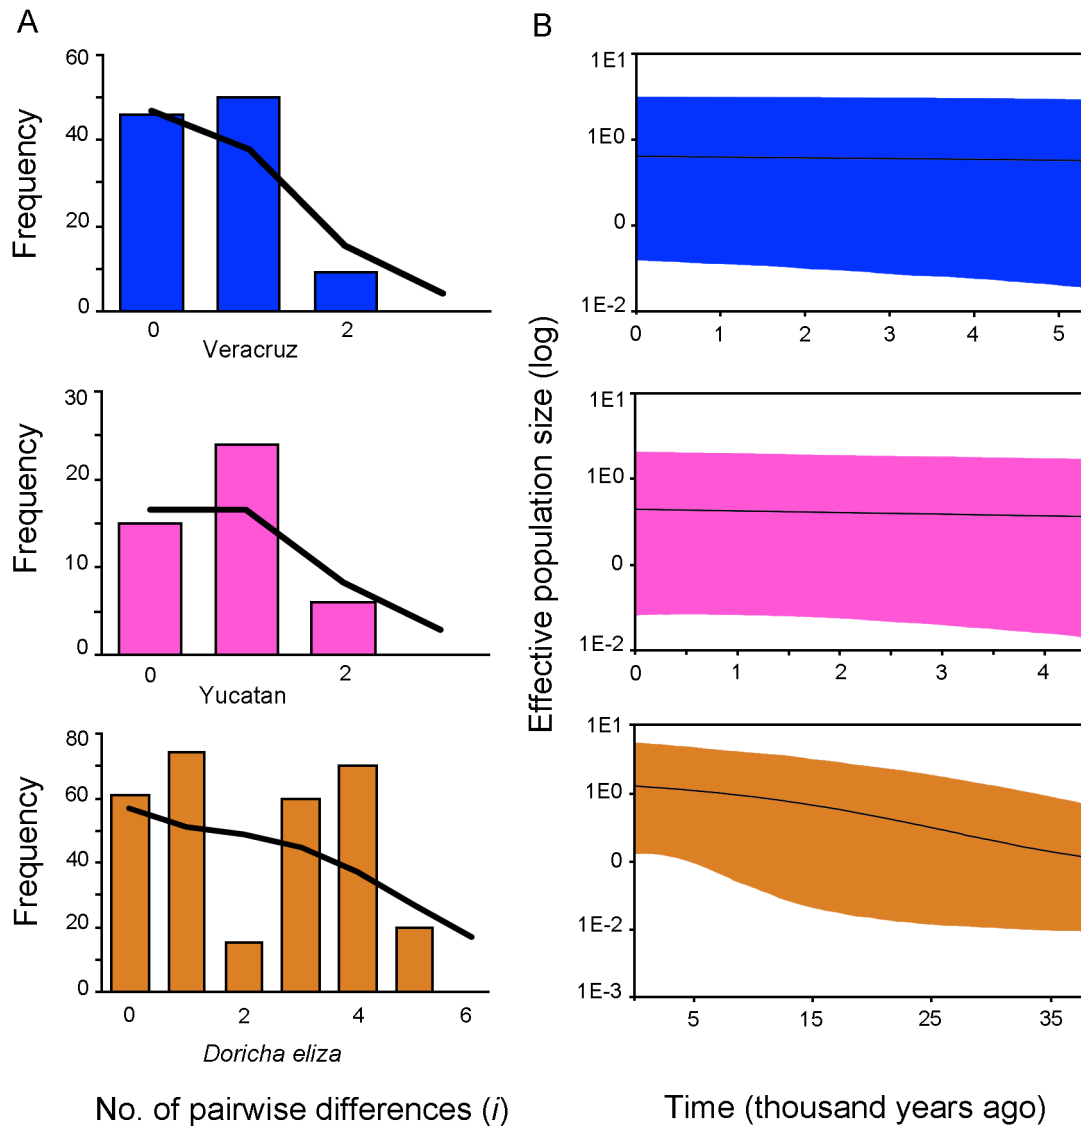 A
B
60
40
20
0
Frequency
0 2
Veracruz
1E1
1E0
0
1E-2
0 1 2 3 4 5
30
20
10
0
Frequency
0 2
Yucatan
Effective population size (log)
1E1
1E0
0
1E-2
0 1 2 3 4
80
60
40
20
0
Frequency
0 2 4 6
Doricha eliza
1E1
1E0
0
1E-2
1E-3
5 15 25 35
No. of pairwise differences (i)
Time (thousand years ago)